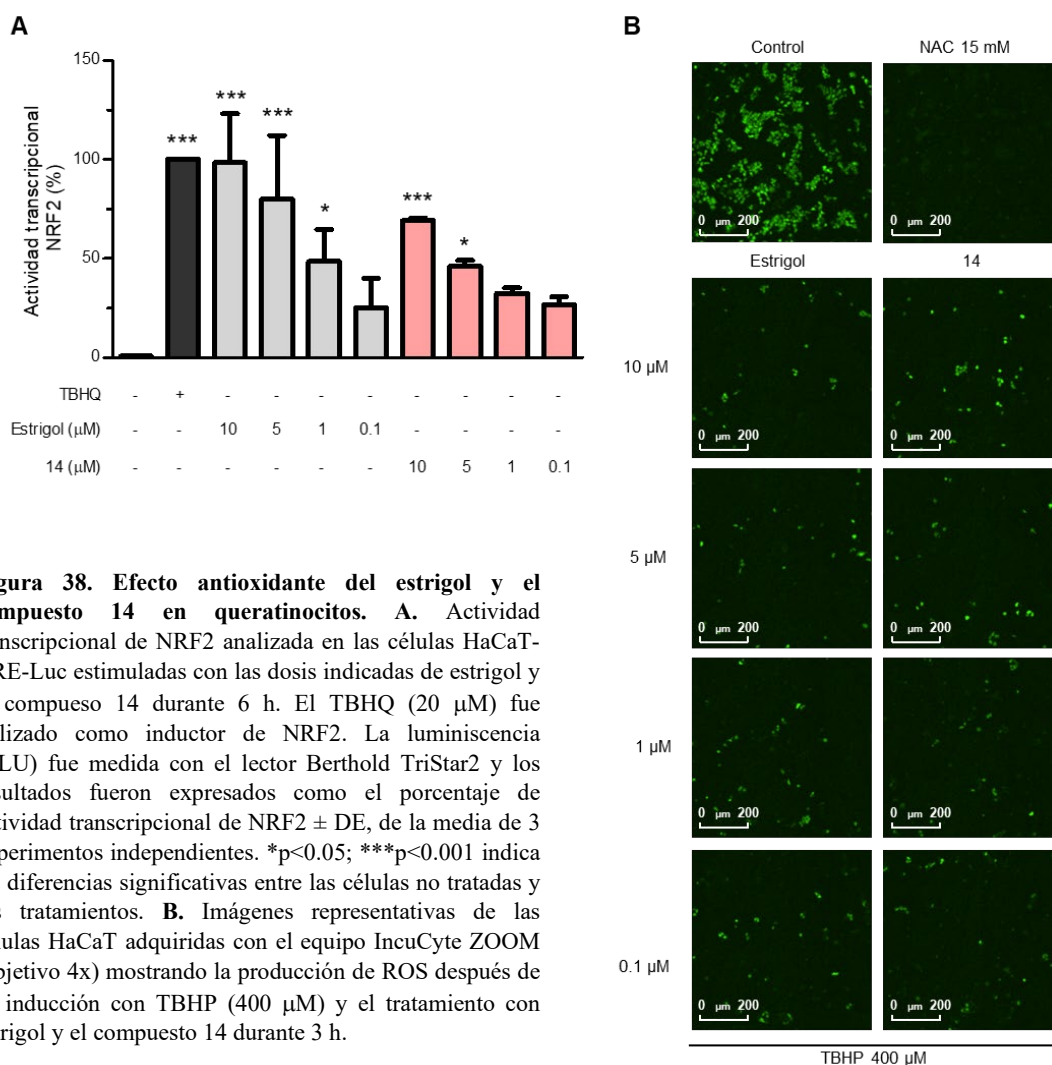 A
150
100
50
0
Actividad transcripcional
NRF2 (%)
***
***
***
*
***
*
TBHQ - + - - - - - - - -
Estrigol (μM) - - 10 5 1 0.1 - - - -
14 (μM) - - - - - - 10 5 1 0.1
gura 38. Efecto antioxidante del estrigol y el
mpuesto 14 en queratinocitos. A. Actividad
nscripcional de NRF2 analizada en las células HaCaT-
RE-Luc estimuladas con las dosis indicadas de estrigol y
compueso 14 durante 6 h. El TBHQ (20 μM) fue
lizado como inductor de NRF2. La luminiscencia
LU) fue medida con el lector Berthold TriStar2 y los
sultados fueron expresados como el porcentaje de
tividad transcripcional de NRF2 ± DE, de la media de 3
perimentos independientes. *p<0.05; ***p<0.001 indica
diferencias significativas entre las células no tratadas y
s tratamientos. B. Imágenes representativas de las
lulas HaCaT adquiridas con el equipo IncuCyte ZOOM
bjetivo 4x) mostrando la producción de ROS después de
inducción con TBHP (400 μM) y el tratamiento con
trigol y el compuesto 14 durante 3 h.
B
Control NAC 15 mM
0 μm 200 0 μm 200
Estrigol 14
10 μM
0 μm 200 0 μm 200
5 μM
0 μm 200 0 μm 200
1 μM
0 μm 200 0 μm 200
0.1 μM
0 μm 200 0 μm 200
TBHP 400 μM